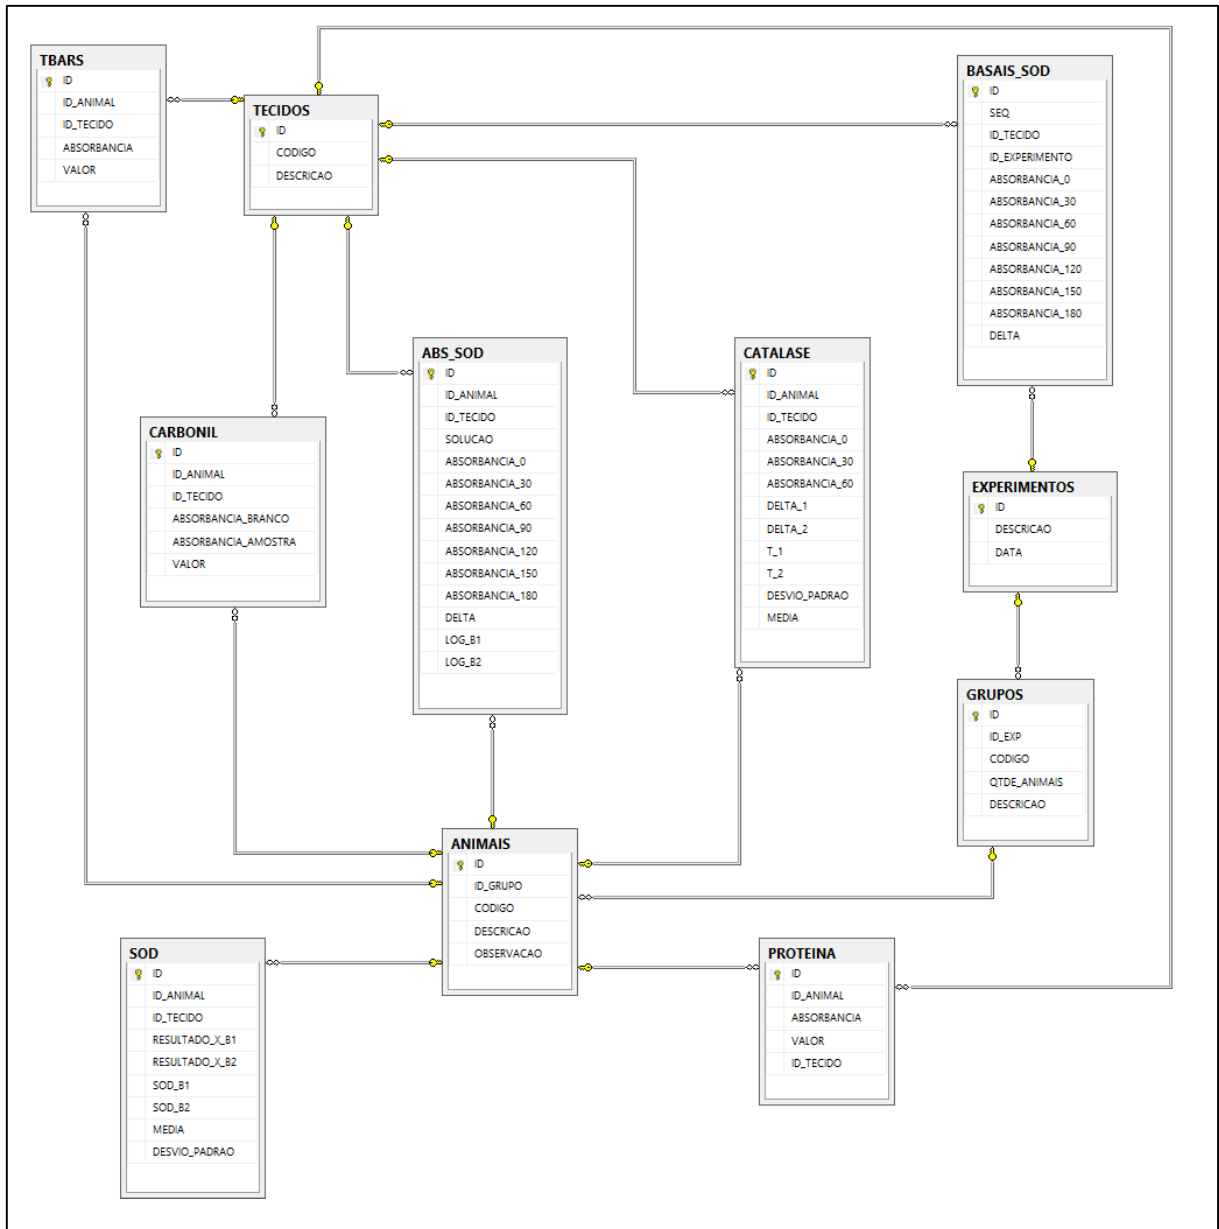 TBARS
ID
ID_ANIMAL
ID_TECIDO
ABSORBANCIA
VALOR
TECIDOS
ID
CODIGO
DESCRICAO
BASAIS_SOD
ID
SEQ
ID_TECIDO
ID_EXPERIMENTO
ABSORBANCIA_0
ABSORBANCIA_30
ABSORBANCIA_60
ABSORBANCIA_90
ABSORBANCIA_120
ABSORBANCIA_150
ABSORBANCIA_180
DELTA
ABS_SOD
ID
ID_ANIMAL
ID_TECIDO
SOLUCAO
ABSORBANCIA_0
ABSORBANCIA_30
ABSORBANCIA_60
ABSORBANCIA_90
ABSORBANCIA_120
ABSORBANCIA_150
ABSORBANCIA_180
DELTA
LOG_B1
LOG_B2
CATALASE
ID
ID_ANIMAL
ID_TECIDO
ABSORBANCIA_0
ABSORBANCIA_30
ABSORBANCIA_60
DELTA_1
DELTA_2
T_1
T_2
DESVIO_PADRAO
MEDIA
CARBONIL
ID
ID_ANIMAL
ID_TECIDO
ABSORBANCIA_BRANCO
ABSORBANCIA_AMOSTRA
VALOR
EXPERIMENTOS
ID
DESCRICAO
DATA
GRUPOS
ID
ID_EXP
CODIGO
QTDE_ANIMAIS
DESCRICAO
ANIMAIS
ID
ID_GRUPO
CODIGO
DESCRICAO
OBSERVACAO
SOD
ID
ID_ANIMAL
ID_TECIDO
RESULTADO_X_B1
RESULTADO_X_B2
SOD_B1
SOD_B2
MEDIA
DESVIO_PADRAO
PROTEINA
ID
ID_ANIMAL
ABSORBANCIA
VALOR
ID_TECIDO